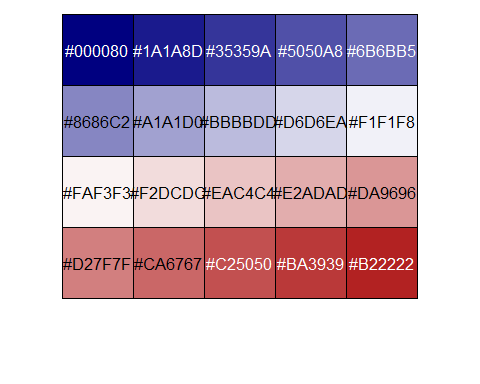 #000080 #1A1A8D #35359A #5050A8 #6B6BB5
#8686C2 #A1A1D0 #BBBBDD #D6D6EA #F1F1F8
#FAF3F3 #F2DCDC #EAC4C4 #E2ADAD #DA9696
#D27F7F #CA6767 #C25050 #BA3939 #B22222